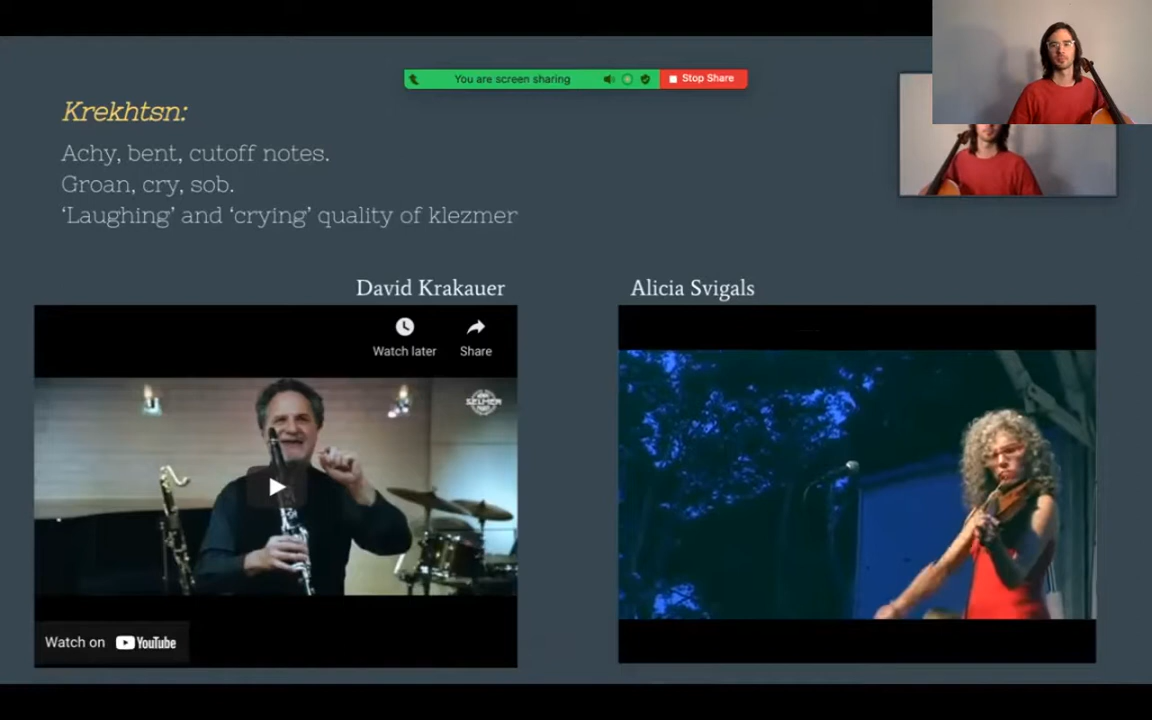 You are screen sharing
Stop Share
Krekhtsn:
Achy, bent, cutoff notes.
Groan, cry, sob.
‘Laughing’ and ‘crying’ quality of klezmer
David Krakauer
Alicia Svigals
Watch later
Share
SELMER
Watch on YouTube